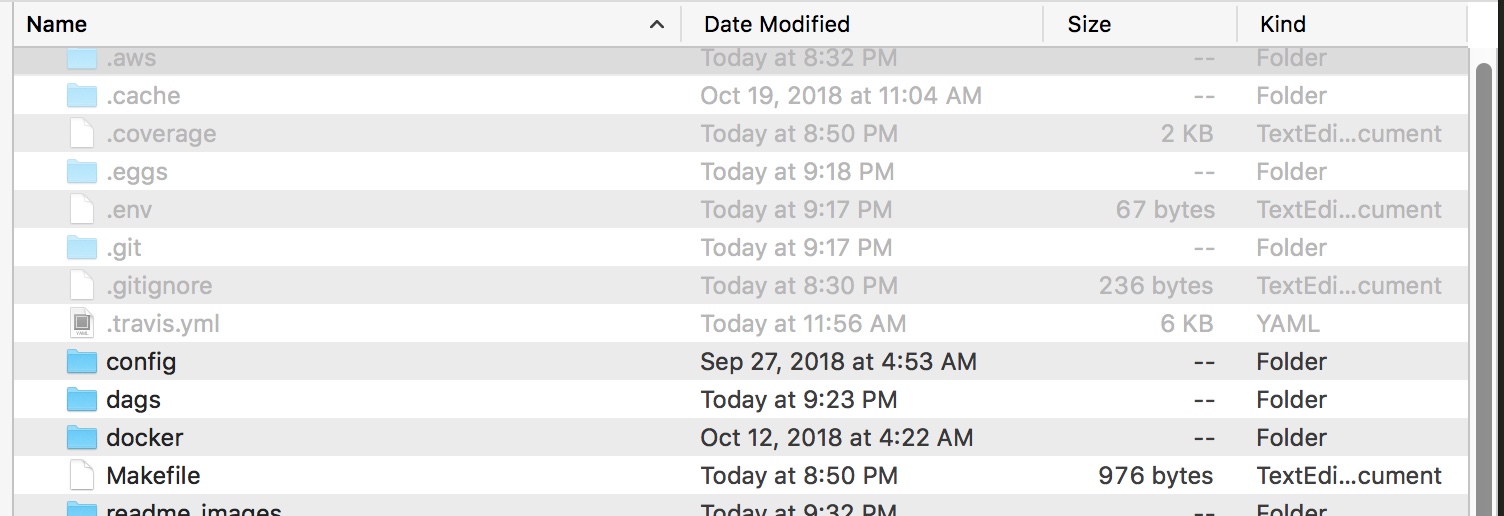 Name Date Modified Size Kind
.aws Today at 8:32 PM -- Folder
.cache Oct 19, 2018 at 11:04 AM -- Folder
.coverage Today at 8:50 PM 2 KB TextEdi...cument
.eggs Today at 9:18 PM -- Folder
.env Today at 9:17 PM 67 bytes TextEdi...cument
.git Today at 9:17 PM -- Folder
.gitignore Today at 8:30 PM 236 bytes TextEdi...cument
YAML .travis.yml Today at 11:56 AM 6 KB YAML
config Sep 27, 2018 at 4:53 AM -- Folder
dags Today at 9:23 PM -- Folder
docker Oct 12, 2018 at 4:22 AM -- Folder
Makefile Today at 8:50 PM 976 bytes TextEdi...cument
readme_images Today at 9:32 PM -- Folder